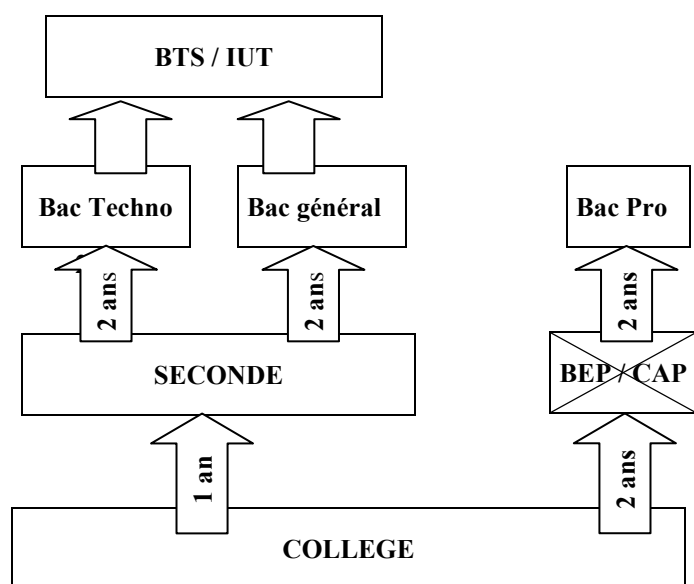 BTS / IUT
Bac Techno
Bac général
Bac Pro
2 ans
2 ans
2 ans
SECONDE
BEP / CAP
1 an
2 ans
COLLEGE